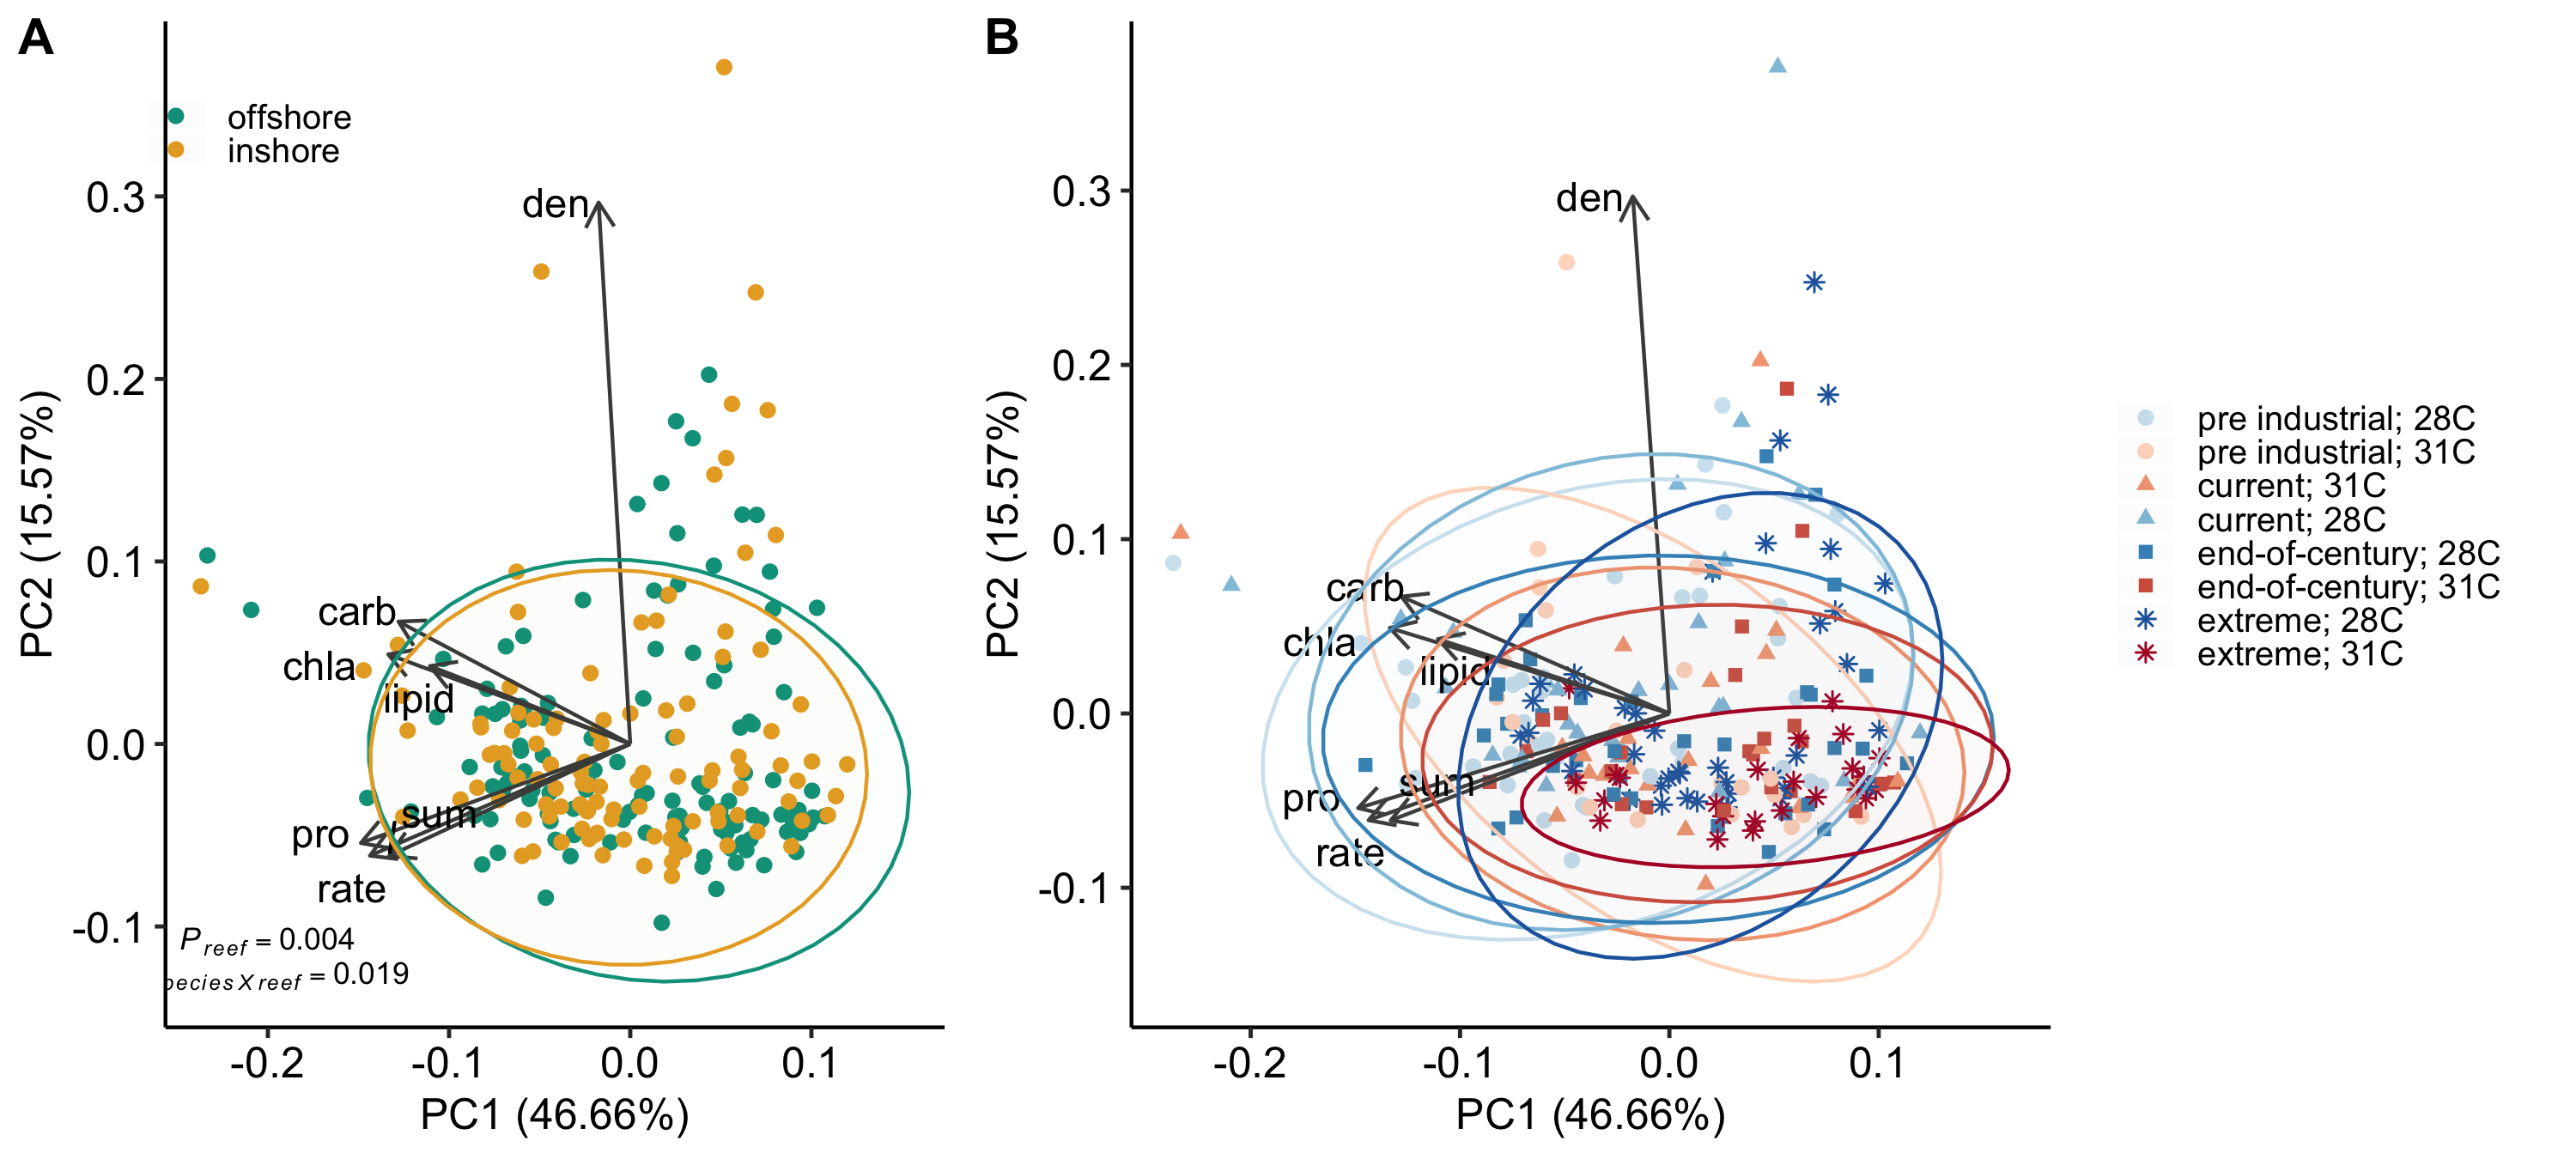 A
offshore
inshore
den
carb
chla
lipid
sum
pro
rate
P reef = 0.004
pecies X reef = 0.019
0.3
0.2
0.1
0.0
-0.1
-0.2
-0.1
0.0
0.1
PC1 (46.66%)
PC2 (15.57%)
B
den
carb
chla
lipid
sum
pro
rate
0.3
0.2
0.1
0.0
-0.1
-0.2
-0.1
0.0
0.1
PC1 (46.66%)
PC2 (15.57%)
pre industrial; 28C
pre industrial; 31C
current; 31C
current; 28C
end-of-century; 28C
end-of-century; 31C
extreme; 28C
extreme; 31C